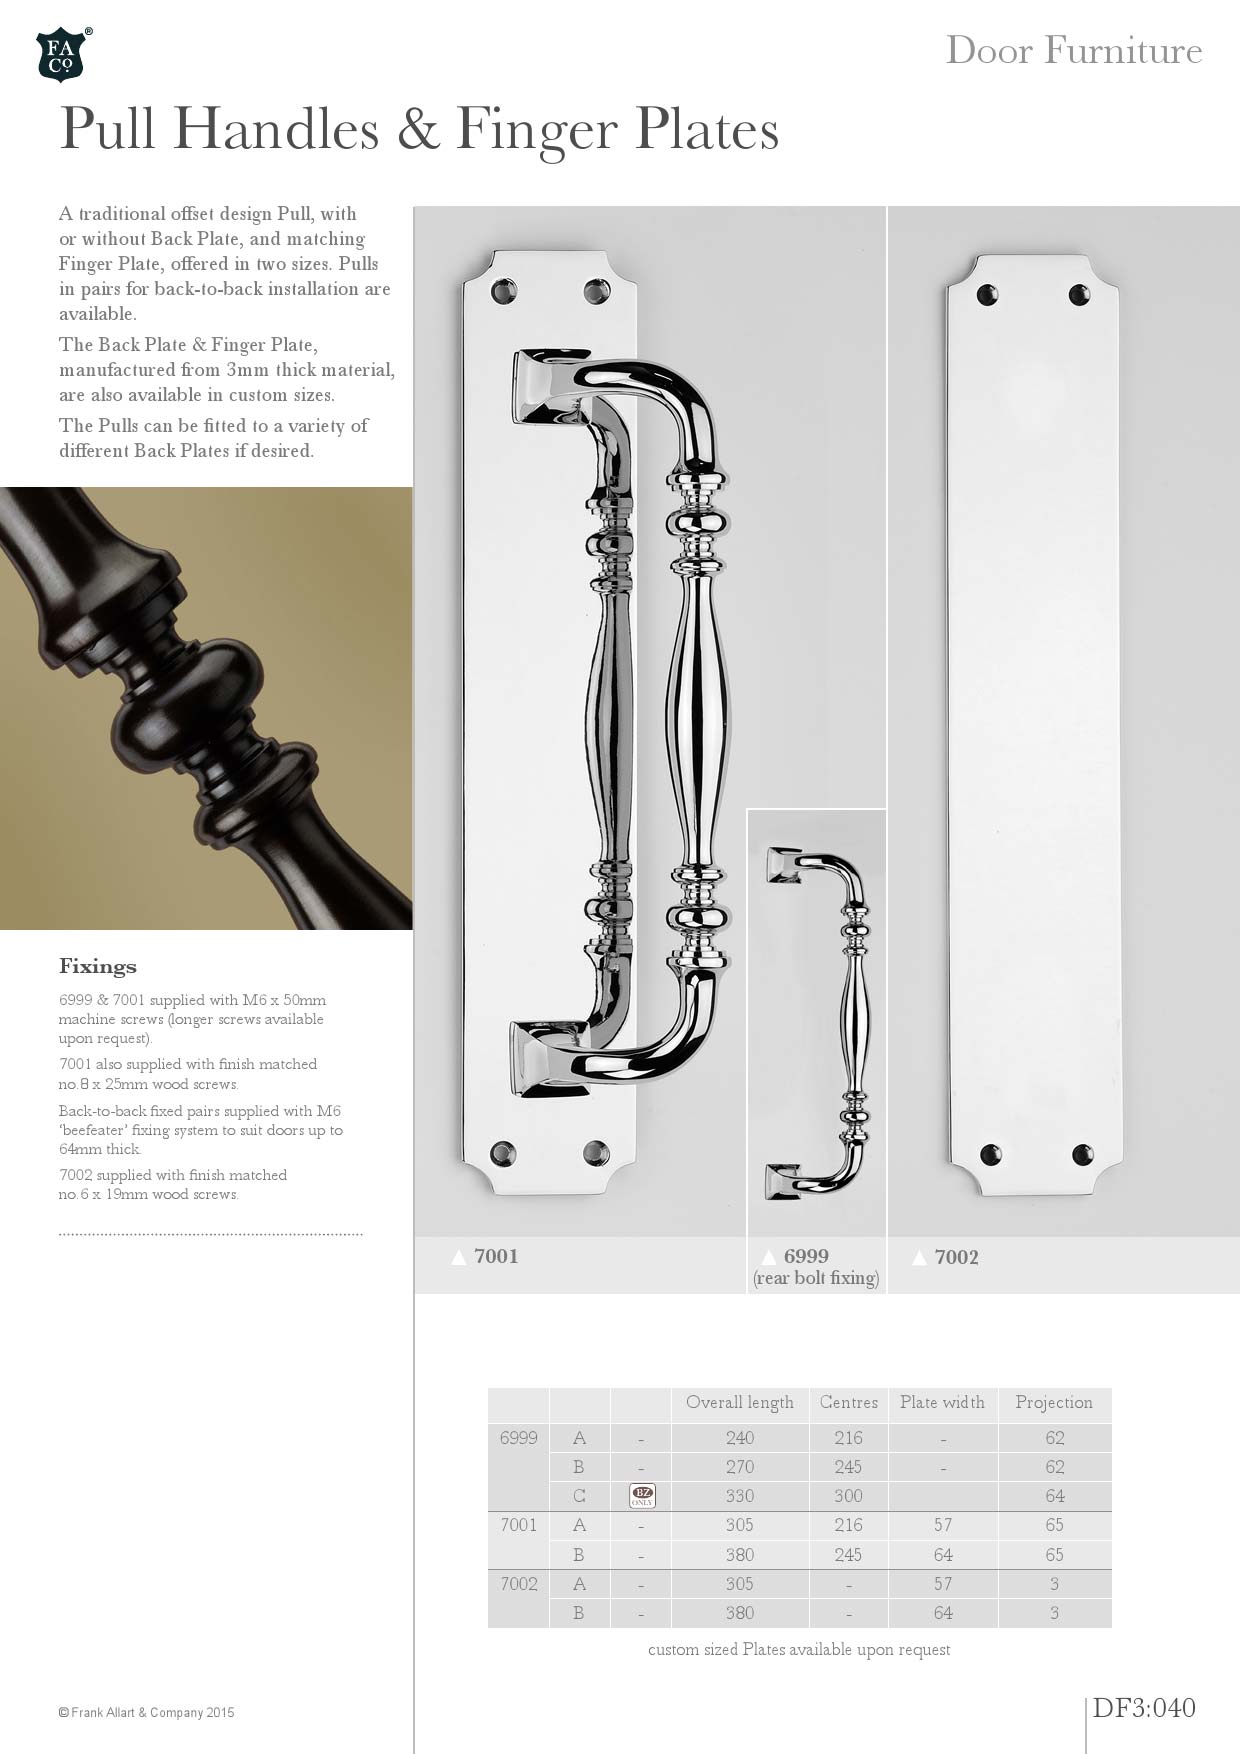 FA
Co.
®
Door Furniture
Pull Handles & Finger Plates
A traditional offset design Pull, with
or without Back Plate, and matching
Finger Plate, offered in two sizes. Pulls
in pairs for back-to-back installation are
available.
The Back Plate & Finger Plate,
manufactured from 3mm thick material,
are also available in custom sizes.
The Pulls can be fitted to a variety of
different Back Plates if desired.
Fixings
6999 & 7001 supplied with M6 x 50mm
machine screws (longer screws available
upon request).
7001 also supplied with finish matched
no.8 x 25mm wood screws.
Back-to-back fixed pairs supplied with M6
‘beefeater’ fixing system to suit doors up to
64mm thick.
7002 supplied with finish matched
no.6 x 19mm wood screws.
▲ 7001
▲ 6999
(rear bolt fixing)
▲ 7002
Overall length Centres Plate width Projection
6999 A - 240 216 - 62
B - 270 245 - 62
C BZ ONLY 330 300 64
7001 A - 305 216 57 65
B - 380 245 64 65
7002 A - 305 - 57 3
B - 380 - 64 3
custom sized Plates available upon request
© Frank Allart & Company 2015
DF3:040